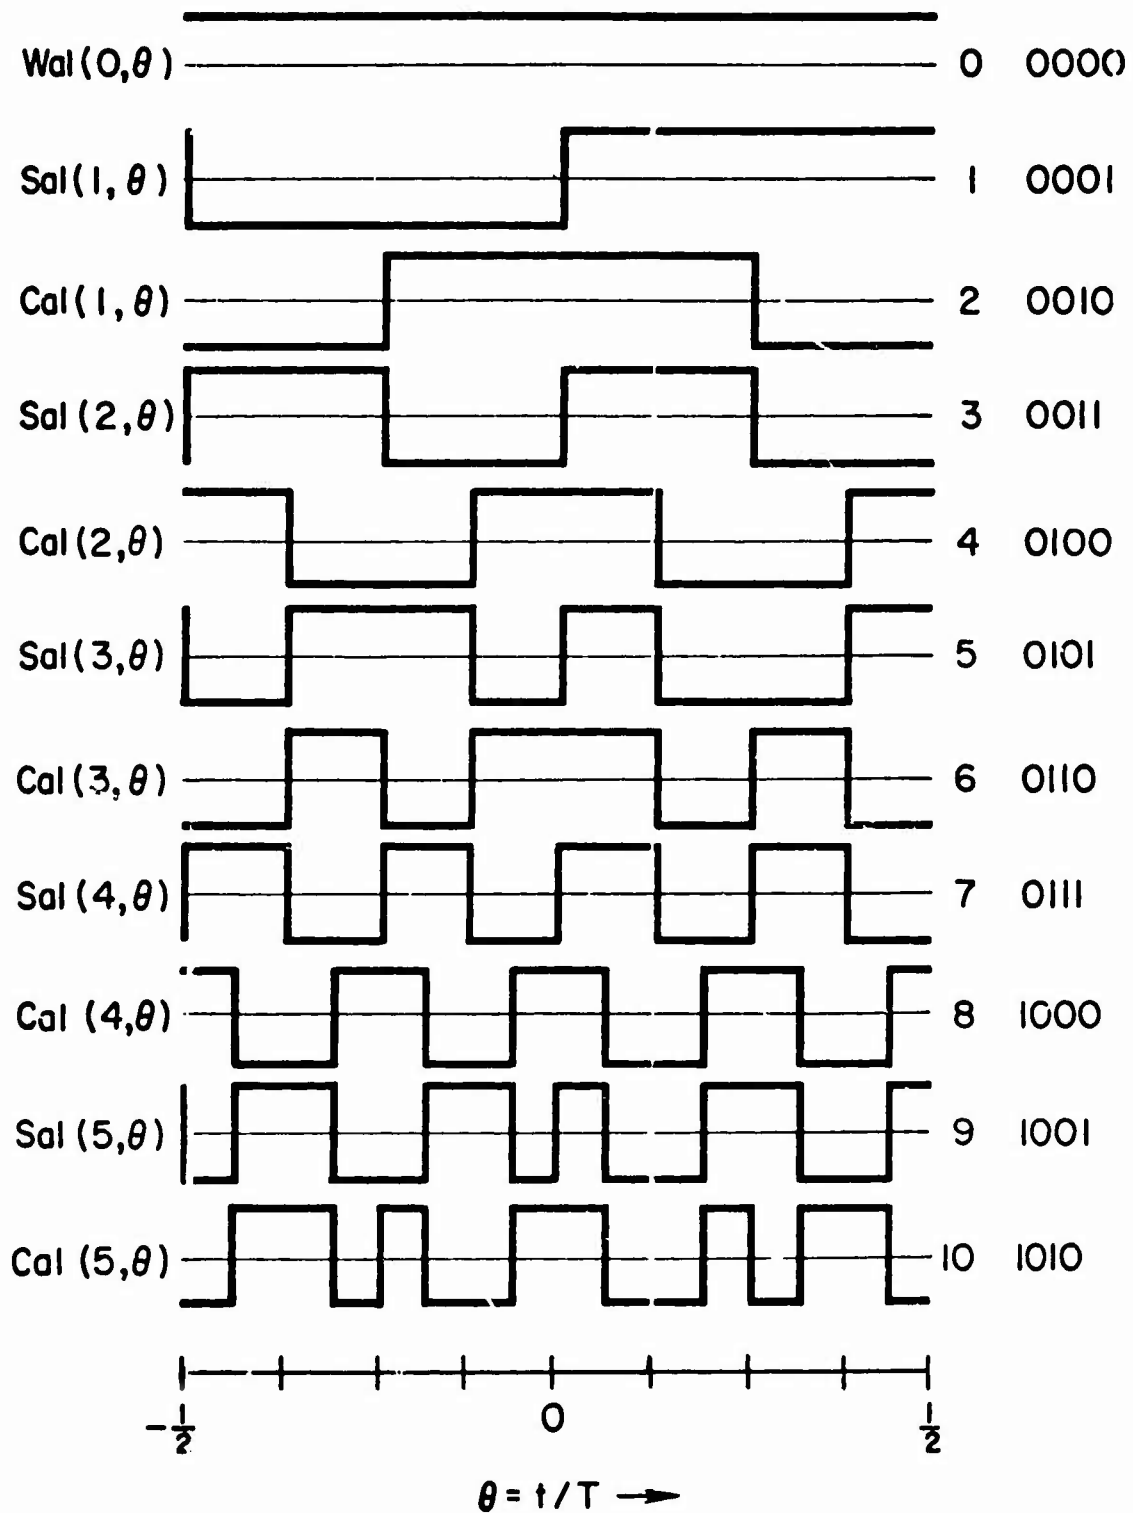 Wal(0,θ) 0 0000
Sal(1,θ) 1 0001
Cal(1,θ) 2 0010
Sal(2,θ) 3 0011
Cal(2,θ) 4 0100
Sal(3,θ) 5 0101
Cal(3,θ) 6 0110
Sal(4,θ) 7 0111
Cal (4,θ) 8 1000
Sal(5,θ) 9 1001
Cal (5,θ) 10 1010
-1/2 0 1/2
θ = t/T →